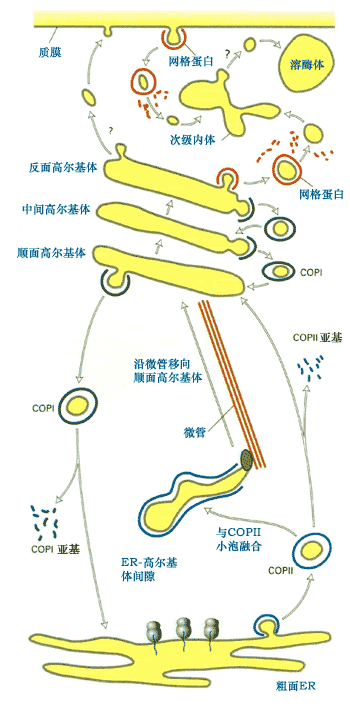 质膜
网格蛋白
?
溶酶体
次级内体
?
反面高尔基体
网格蛋白
中间高尔基体
顺面高尔基体
COPI
COPII 亚基
沿微管移向
顺面高尔基体
COPI
微管
与COPII
小泡融合
COPI 亚基
ER-高尔基
体间隙
COPII
粗面ER